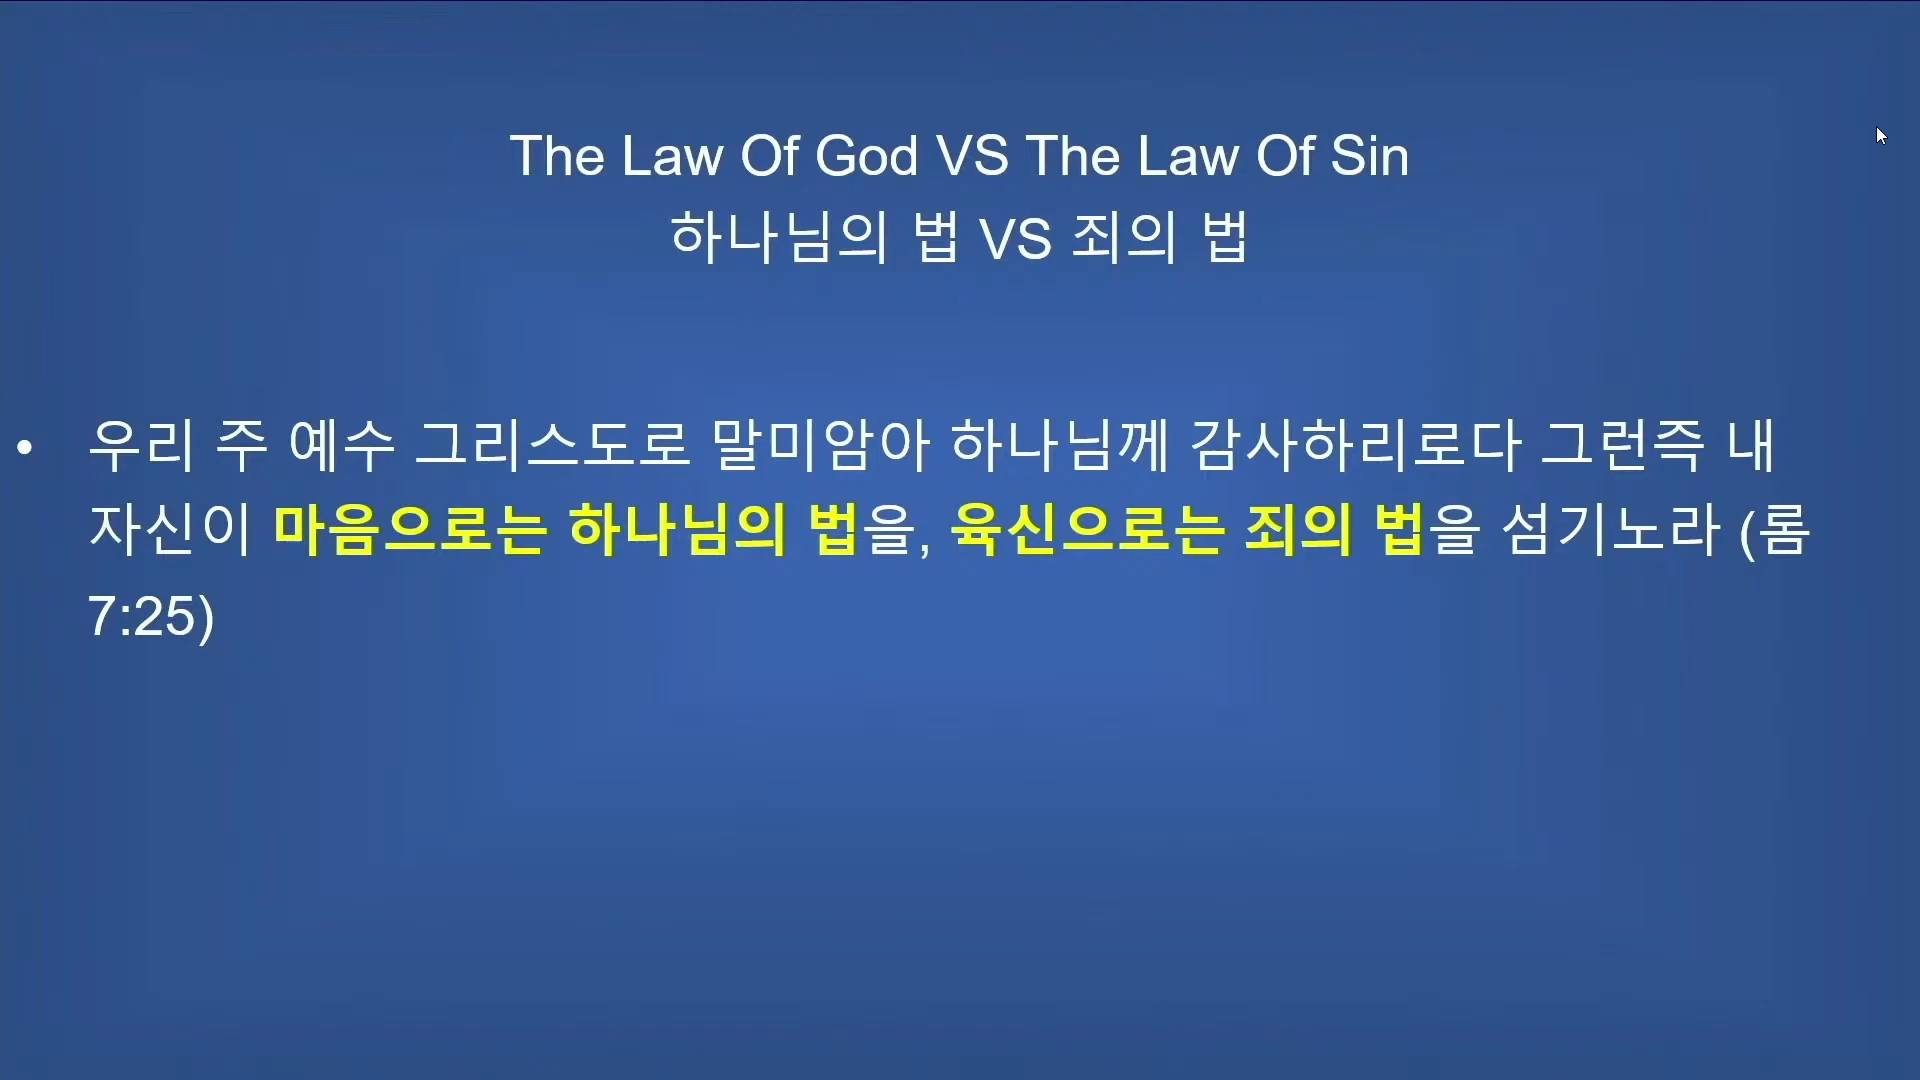 The Law Of God VS The Law Of Sin
하나님의 법 VS 죄의 법
• 우리 주 예수 그리스도로 말미암아 하나님께 감사하리로다 그런즉 내
자신이 마음으로는 하나님의 법을, 육신으로는 죄의 법을 섬기노라 (롬
7:25)